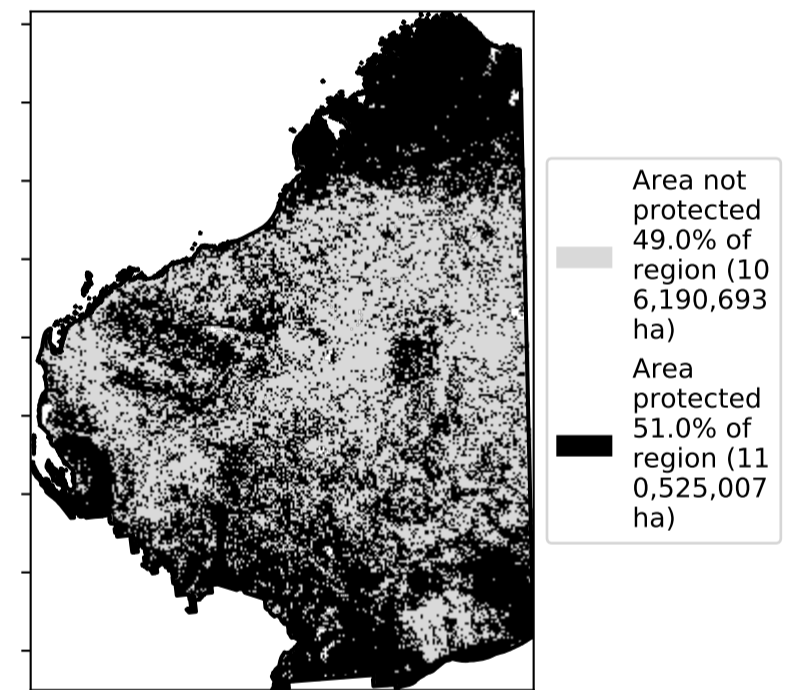 Area not
protected
49.0% of
region (10
6,190,693
ha)
Area
protected
51.0% of
region (11
0,525,007
ha)